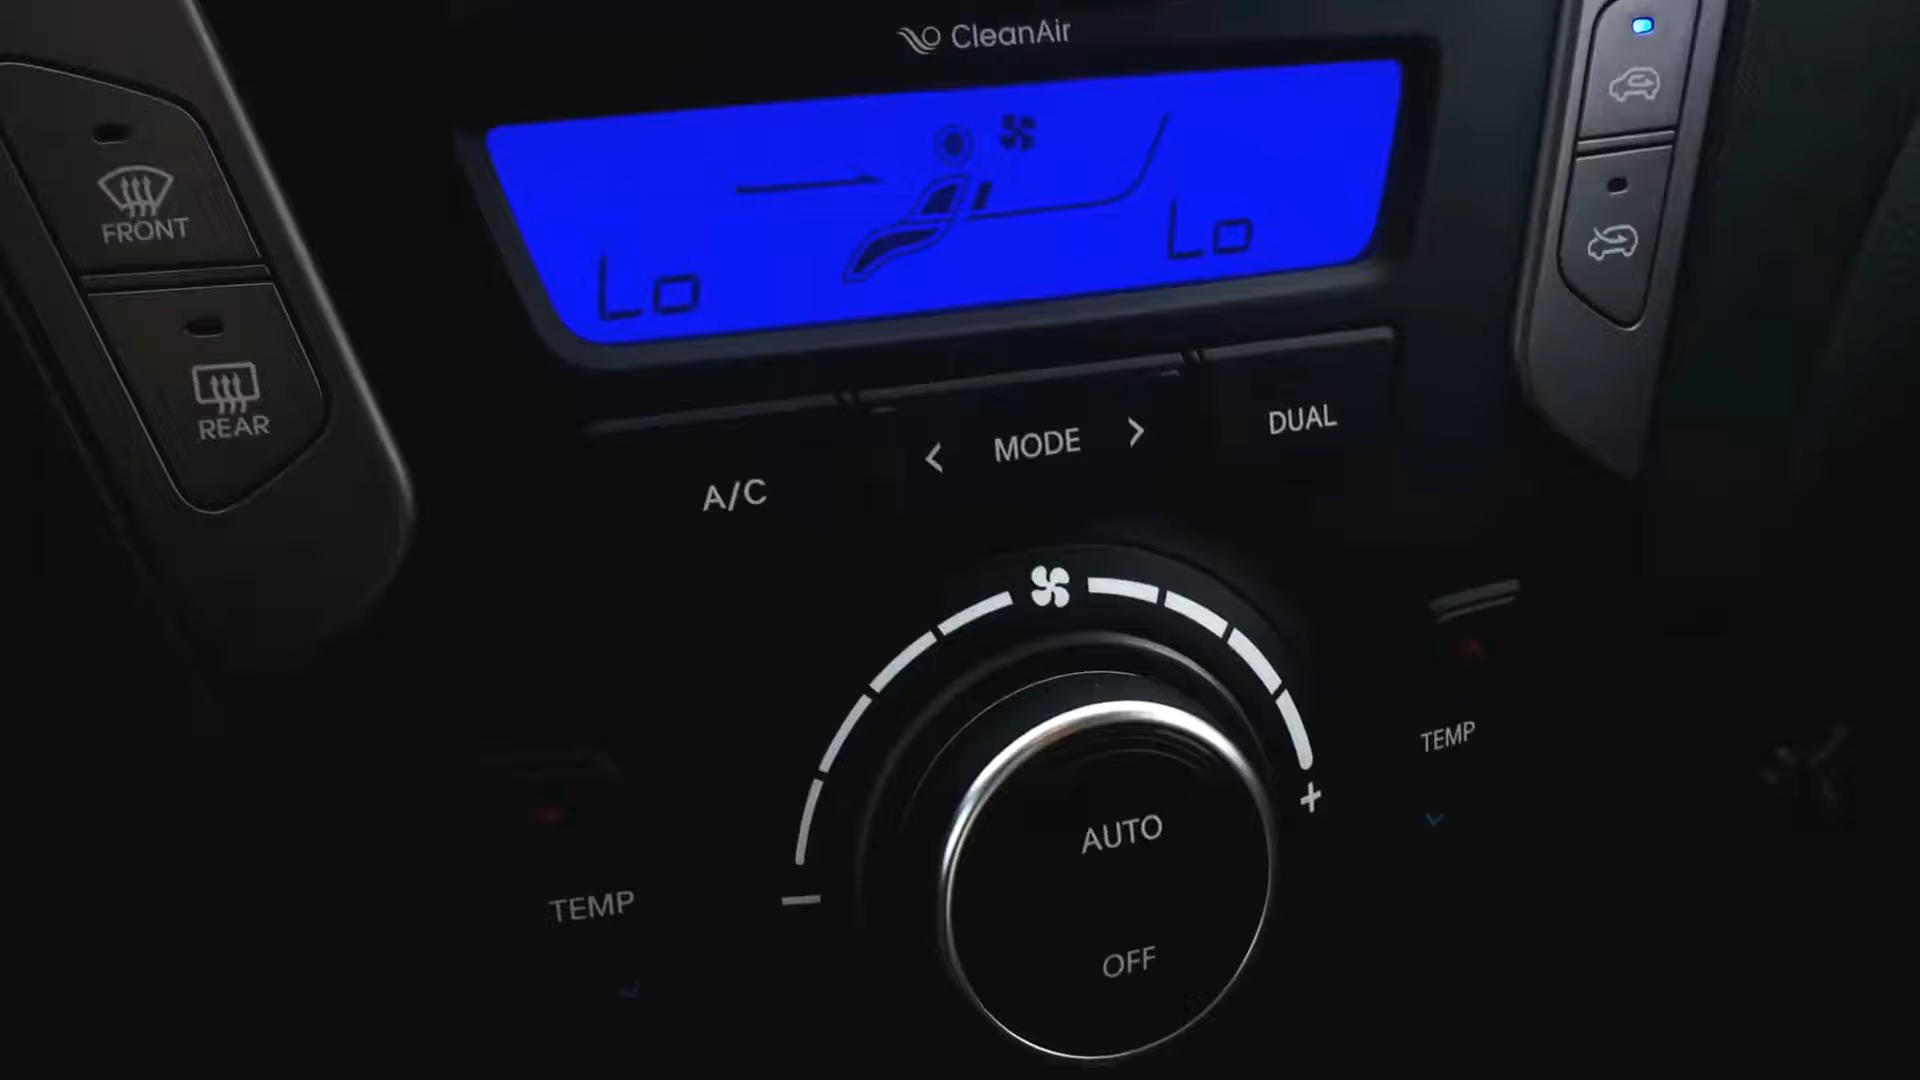 CleanAir
FRONT
REAR
Lo
Lo
A/C
< MODE >
DUAL
TEMP
TEMP
− +
AUTO
OFF